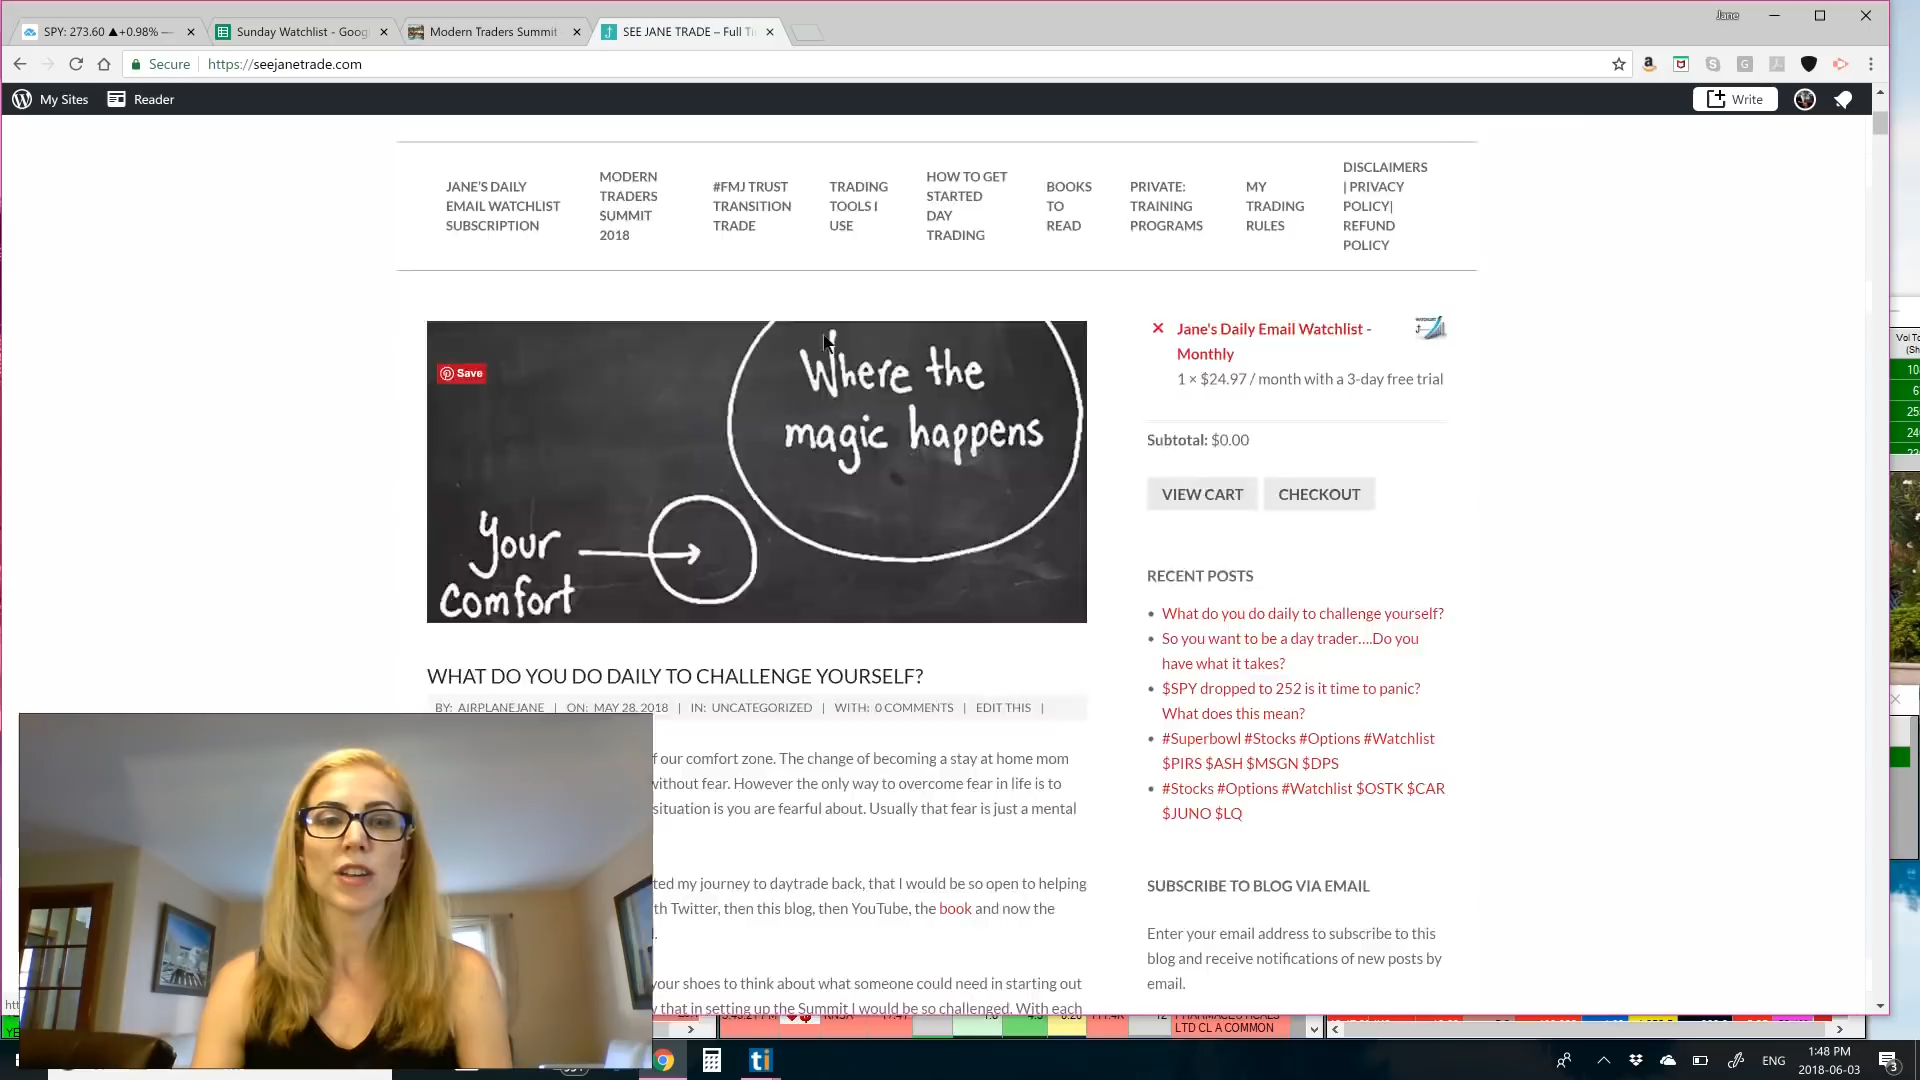 Jane
SPY: 273.60 ▲+0.98% —
Sunday Watchlist - Goog
Modern Traders Summit
SEE JANE TRADE – Full Ti
Secure
https://seejanetrade.com
My Sites
Reader
Write
JANE'S DAILY
EMAIL WATCHLIST
SUBSCRIPTION
MODERN
TRADERS
SUMMIT
2018
#FMJ TRUST
TRANSITION
TRADE
TRADING
TOOLS I
USE
HOW TO GET
STARTED
DAY
TRADING
BOOKS
TO
READ
PRIVATE:
TRAINING
PROGRAMS
MY
TRADING
RULES
DISCLAIMERS
| PRIVACY
POLICY|
REFUND
POLICY
Save
Where the
magic happens
Your
comfort
WHAT DO YOU DO DAILY TO CHALLENGE YOURSELF?
BY: AIRPLANEJANE | ON: MAY 28, 2018 | IN: UNCATEGORIZED | WITH: 0 COMMENTS | EDIT THIS |
f our comfort zone. The change of becoming a stay at home mom
without fear. However the only way to overcome fear in life is to
situation is you are fearful about. Usually that fear is just a mental
ted my journey to daytrade back, that I would be so open to helping
th Twitter, then this blog, then YouTube, the book and now the
your shoes to think about what someone could need in starting out
y that in setting up the Summit I would be so challenged. With each
Jane's Daily Email Watchlist -
Monthly
1 × $24.97 / month with a 3-day free trial
Subtotal: $0.00
VIEW CART
CHECKOUT
RECENT POSTS
What do you do daily to challenge yourself?
So you want to be a day trader….Do you
have what it takes?
$SPY dropped to 252 is it time to panic?
What does this mean?
#Superbowl #Stocks #Options #Watchlist
$PIRS $ASH $MSGN $DPS
#Stocks #Options #Watchlist $OSTK $CAR
$JUNO $LQ
SUBSCRIBE TO BLOG VIA EMAIL
Enter your email address to subscribe to this
blog and receive notifications of new posts by
email.
Vol To
LTD CL A COMMON
ENG
1:48 PM
2018-06-03
3